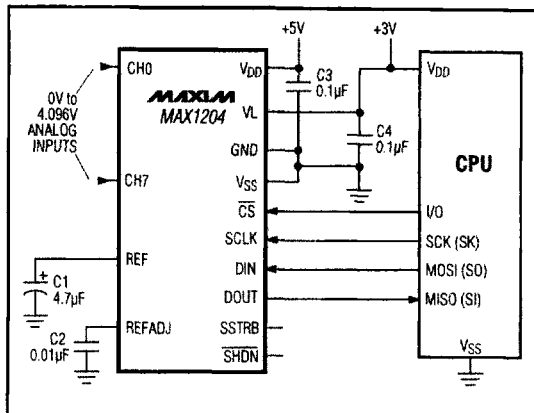 +5V
+3V
CH0
VDD
C3
0.1µF
VDD
0V to
4.096V
ANALOG
INPUTS
MAXIM
MAX1204
VL
C4
0.1µF
CPU
GND
CH7
VSS
CS
I/O
SCLK
SCK (SK)
REF
DIN
MOSI (SO)
C1
4.7µF
+
DOUT
MISO (SI)
REFADJ
SSTRB
C2
0.01µF
SHDN
VSS